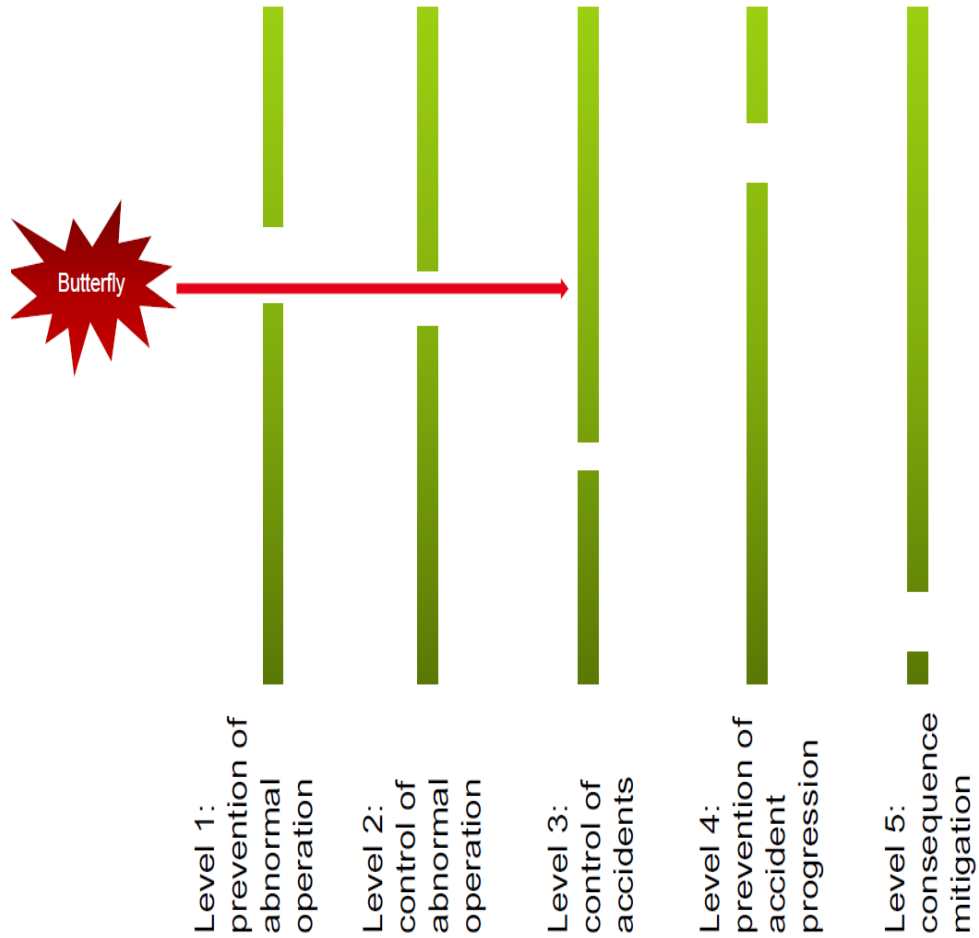 Butterfly
Level 1:
prevention of
abnormal
operation
Level 2:
control of
abnormal
operation
Level 3:
control of
accidents
Level 4:
prevention of
accident
progression
Level 5:
consequence
mitigation